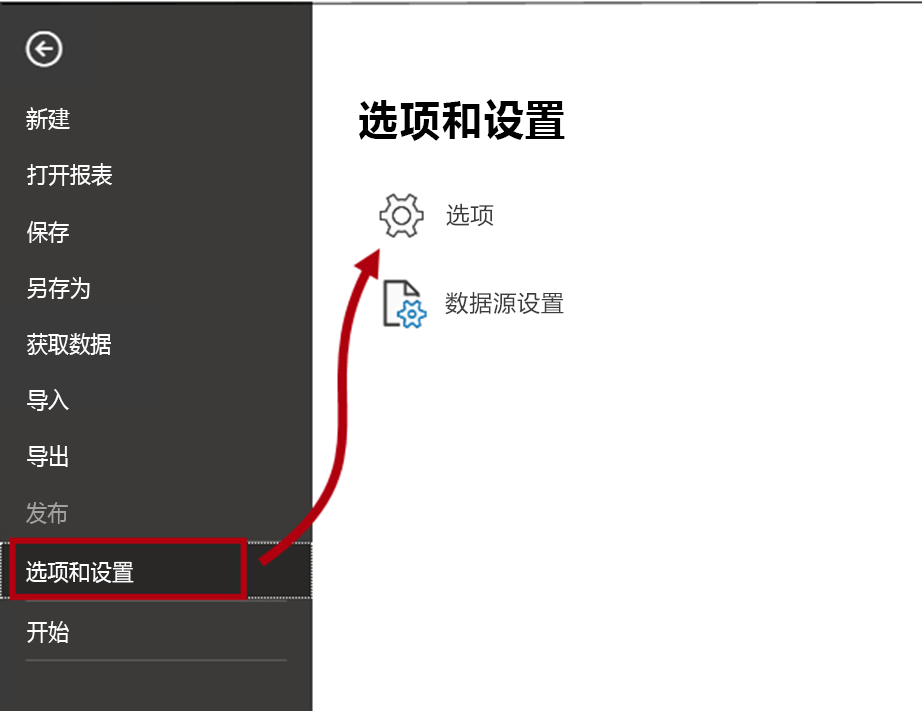 新建
打开报表
保存
另存为
获取数据
导入
导出
发布
选项和设置
开始
选项和设置
选项
数据源设置